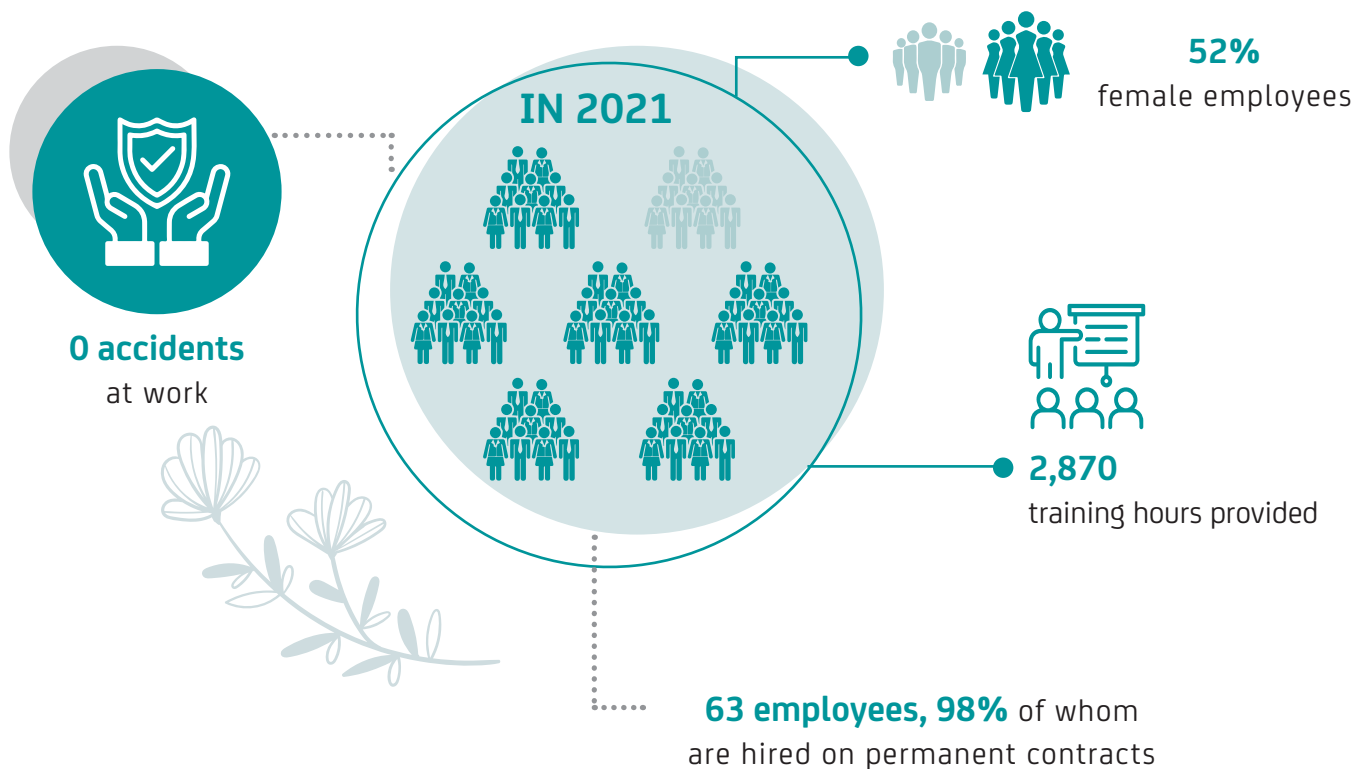 IN 2021
52%
female employees
0 accidents
at work
2,870
training hours provided
63 employees, 98% of whom
are hired on permanent contracts